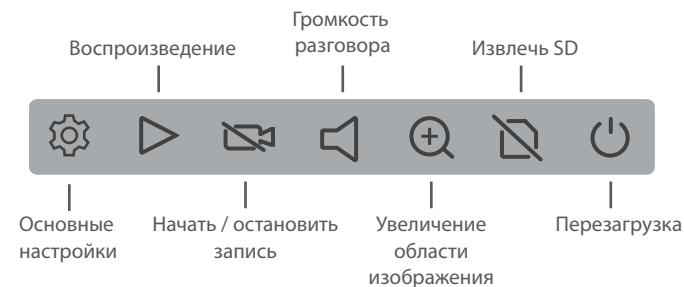 Громкость
разговора
Воспроизведение
Извлечь SD
Основные
настройки
Начать / остановить
запись
Увеличение
области
изображения
Перезагрузка